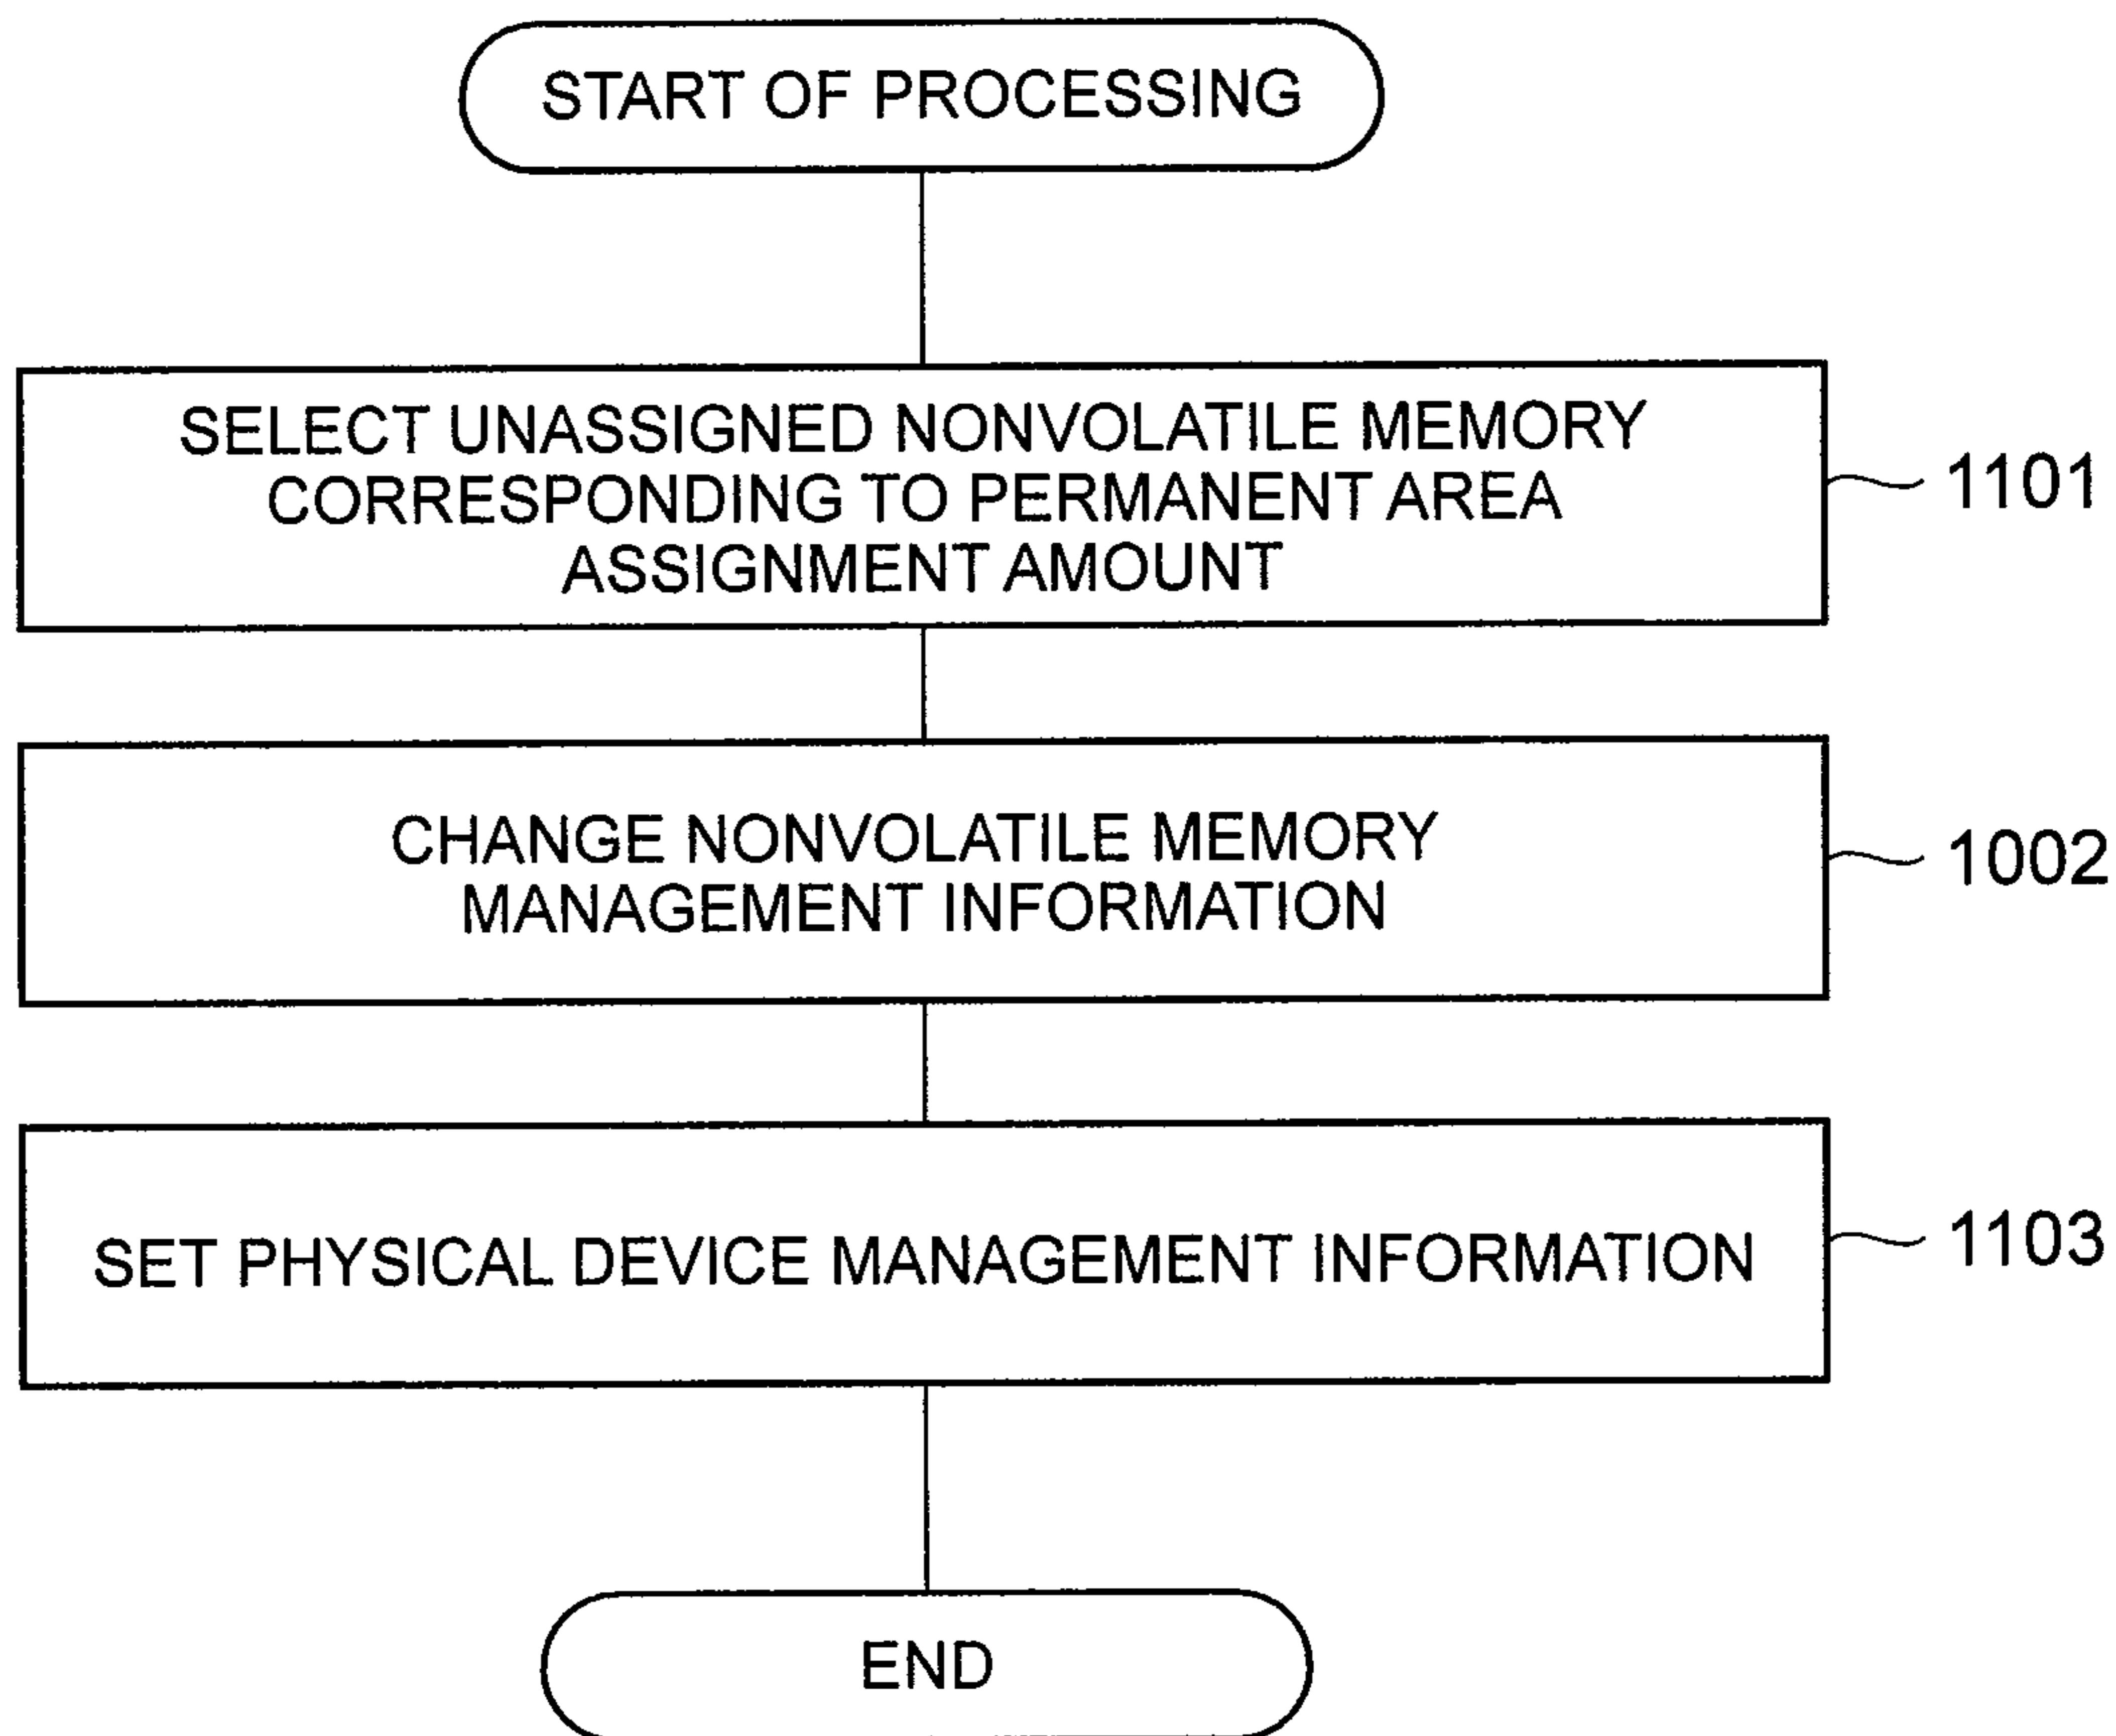 START OF PROCESSING
SELECT UNASSIGNED NONVOLATILE MEMORY
CORRESPONDING TO PERMANENT AREA
ASSIGNMENT AMOUNT
1101
CHANGE NONVOLATILE MEMORY
MANAGEMENT INFORMATION
1002
SET PHYSICAL DEVICE MANAGEMENT INFORMATION
1103
END